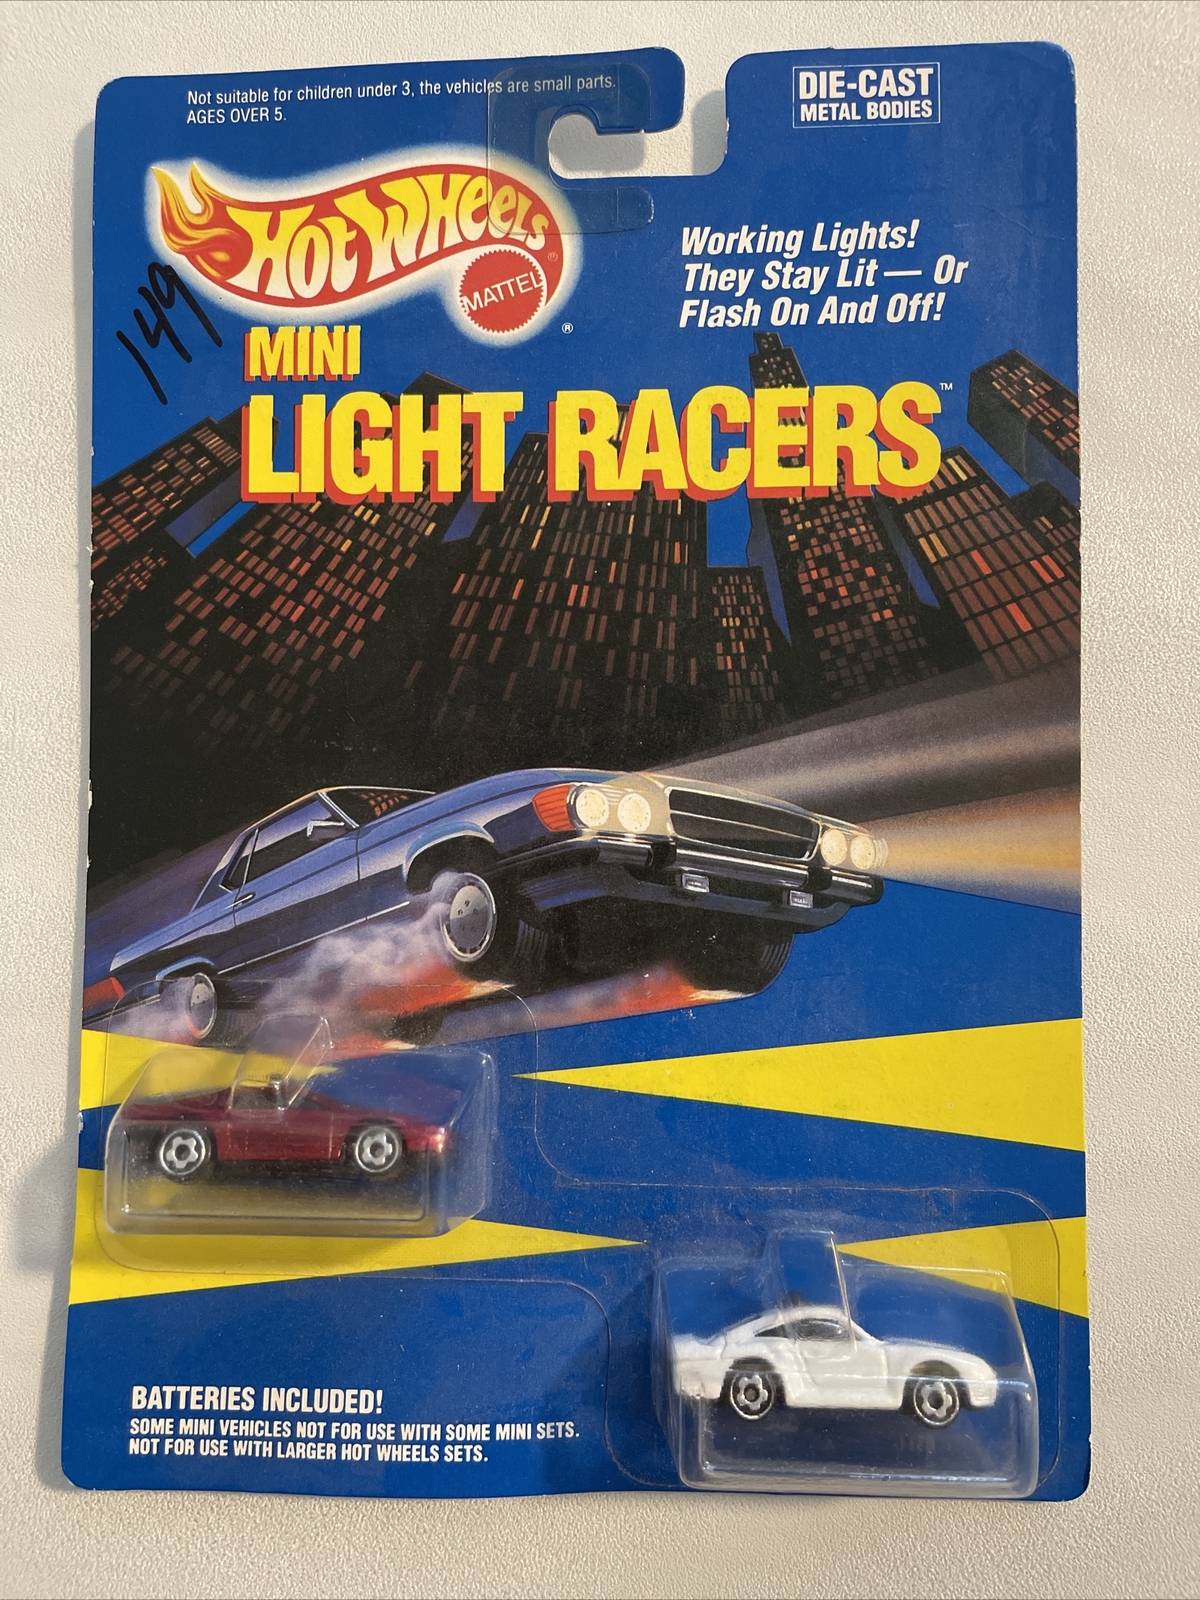 Not suitable for children under 3, the vehicles are small parts.
AGES OVER 5.
DIE-CAST
METAL BODIES
HOT WHEELS ®
MATTEL
®
149
Working Lights!
They Stay Lit — Or
Flash On And Off!
MINI
LIGHT RACERS™
BATTERIES INCLUDED!
SOME MINI VEHICLES NOT FOR USE WITH SOME MINI SETS.
NOT FOR USE WITH LARGER HOT WHEELS SETS.